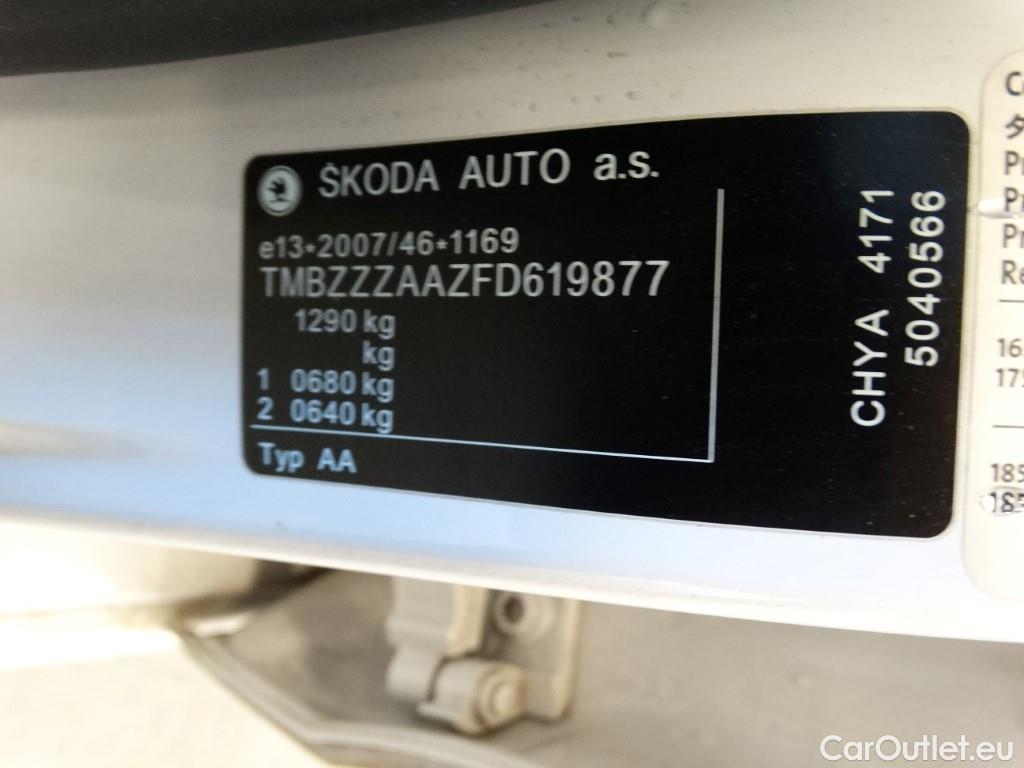 ŠKODA AUTO a.s.
e13*2007/46*1169
TMBZZZAAZFD619877
1290 kg
kg
1 0680 kg
2 0640 kg
Typ AA
CHYA 4171
5040566
CarOutlet.eu